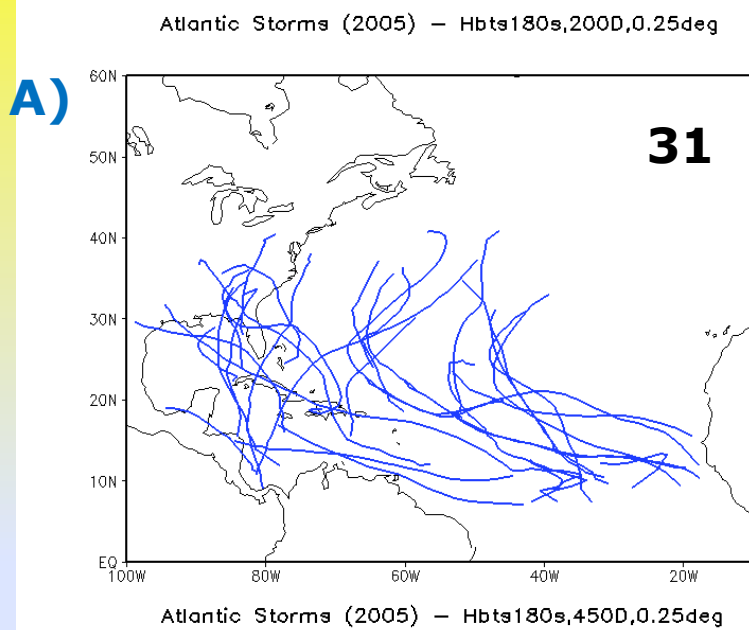 Atlantic Storms (2005) – Hbts180s,200D,0.25deg
A)
60N
31
50N
40N
30N
20N
10N
EQ
100W 80W 60W 40W 20W
Atlantic Storms (2005) – Hbts180s,450D,0.25deg